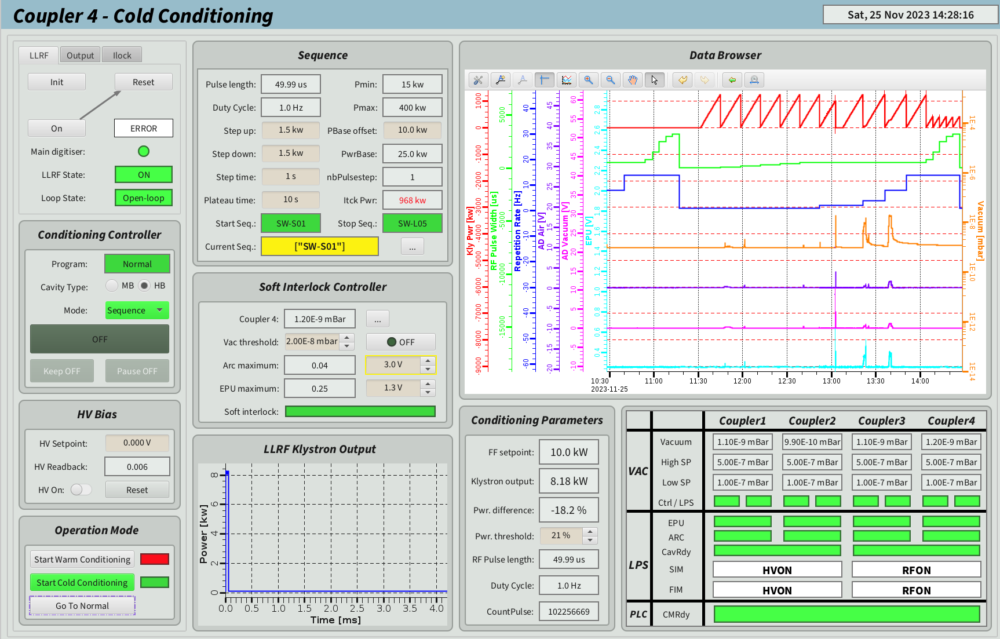 Coupler 4 - Cold Conditioning
Sat, 25 Nov 2023 14:28:16
LLRF Output Ilock
Init Reset
On ERROR
Main digitiser:
LLRF State: ON
Loop State: Open-loop
Conditioning Controller
Program: Normal
Cavity Type: MB HB
Mode: Sequence
OFF
Keep OFF Pause OFF
HV Bias
HV Setpoint: 0.000 V
HV Readback: 0.006
HV On: Reset
Operation Mode
Start Warm Conditioning
Start Cold Conditioning
Go To Normal
Sequence
Pulse length: 49.99 us Pmin: 15 kw
Duty Cycle: 1.0 Hz Pmax: 400 kw
Step up: 1.5 kw PBase offset: 10.0 kw
Step down: 1.5 kw PwrBase: 25.0 kw
Step time: 1 s nbPulsestep: 1
Plateau time: 10 s Itck Pwr: 968 kw
Start Seq.: SW-S01 Stop Seq.: SW-L05
Current Seq.: ["SW-S01"] ...
Soft Interlock Controller
Coupler 4: 1.20E-9 mBar ...
Vac threshold: 2.00E-8 mbar OFF
Arc maximum: 0.04 3.0 V
EPU maximum: 0.25 1.3 V
Soft interlock:
LLRF Klystron Output
Power [kw]
8
6
4
2
0
0.0 0.5 1.0 1.5 2.0 2.5 3.0 3.5 4.0
Time [ms]
Data Browser
Kly Pwr [kw]
1000
0
-1000
-2000
-3000
-4000
-5000
-6000
-7000
-8000
-9000
RF Pulse Width [us]
5000
0
-5000
-10000
-15000
Repetition Rate [Hz]
40
30
20
10
0
-10
-20
-30
-40
-50
-60
AD Air [V]
45
40
35
30
25
20
15
10
5
0
-5
-10
-15
-20
AD Vacuum [V]
60
55
50
45
40
35
30
25
20
15
10
5
0
-5
-10
EPU [V]
2.8
2.6
2.4
2.2
2.0
1.8
1.6
1.4
1.2
1.0
0.8
0.6
0.4
Vacuum [mbar]
1E-4
1E-6
1E-8
1E-10
1E-12
1E-14
10:30 11:00 11:30 12:00 12:30 13:00 13:30 14:00
2023-11-25
Conditioning Parameters
FF setpoint: 10.0 kW
Klystron output: 8.18 kW
Pwr. difference: -18.2 %
Pwr. threshold: 21 %
RF Pulse length: 49.99 us
Duty Cycle: 1.0 Hz
CountPulse: 102256669
Coupler1 Coupler2 Coupler3 Coupler4
VAC
Vacuum 1.10E-9 mBar 9.90E-10 mBar 1.10E-9 mBar 1.20E-9 mBar
High SP 5.00E-7 mBar 5.00E-7 mBar 5.00E-7 mBar 5.00E-7 mBar
Low SP 1.00E-7 mBar 1.00E-7 mBar 1.00E-7 mBar 1.00E-7 mBar
Ctrl / LPS
LPS
EPU
ARC
CavRdy
SIM HVON RFON
FIM HVON RFON
PLC CMRdy